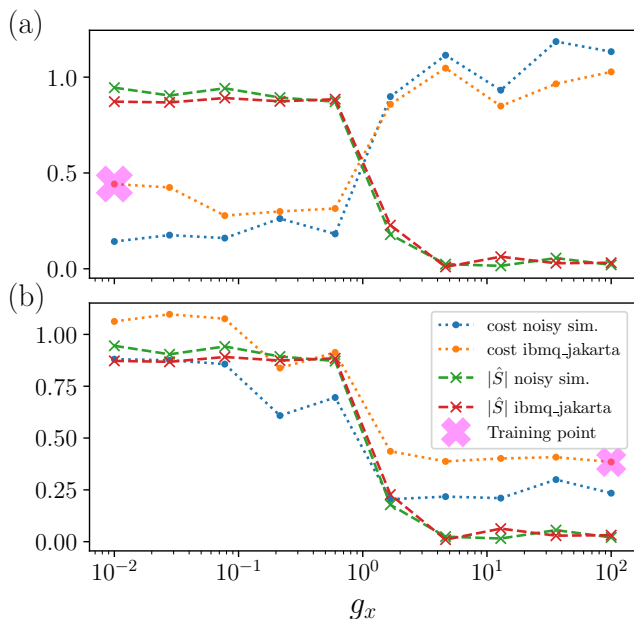 (a)
1.0
0.5
0.0
(b)
1.00
0.75
0.50
0.25
0.00
cost noisy sim.
cost ibmq_jakarta
|Ŝ| noisy sim.
|Ŝ| ibmq_jakarta
Training point
10⁻² 10⁻¹ 10⁰ 10¹ 10²
gₓ